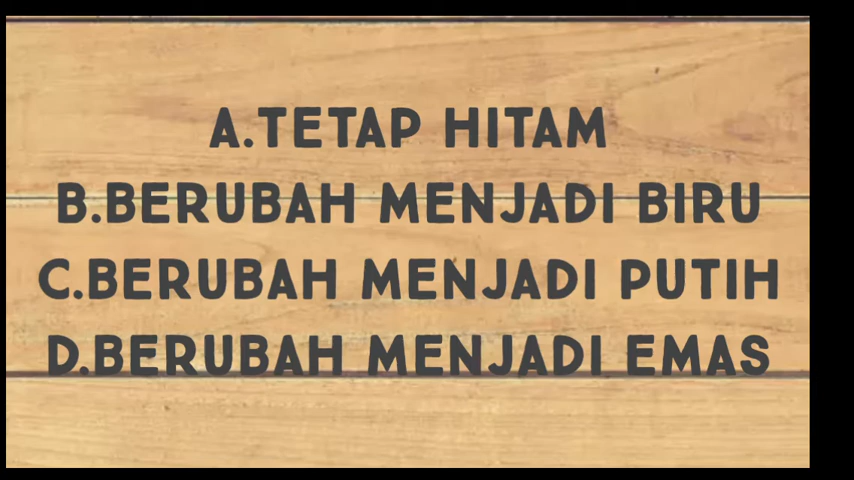 A.TETAP HITAM
B.BERUBAH MENJADI BIRU
C.BERUBAH MENJADI PUTIH
D.BERUBAH MENJADI EMAS